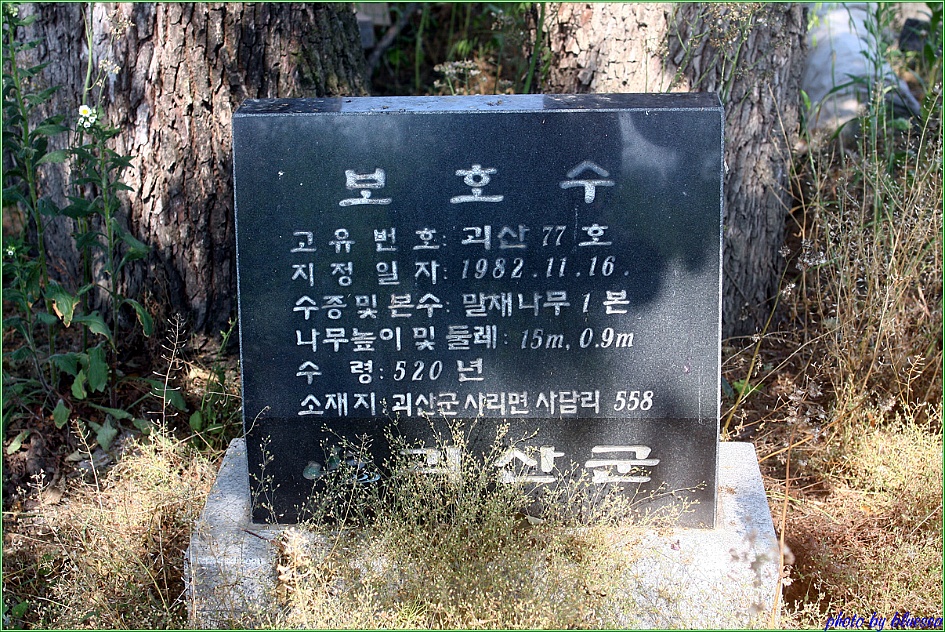 보 호 수
고 유 번 호: 괴산 77 호
지 정 일 자: 1982. 11. 16.
수증 및 본수: 말재나무 1 본
나무높이 및 둘레: 15m, 0.9m
수 령: 520 년
소재지: 괴산군 사리면 사담리 558
괴산군
photo by bluesea